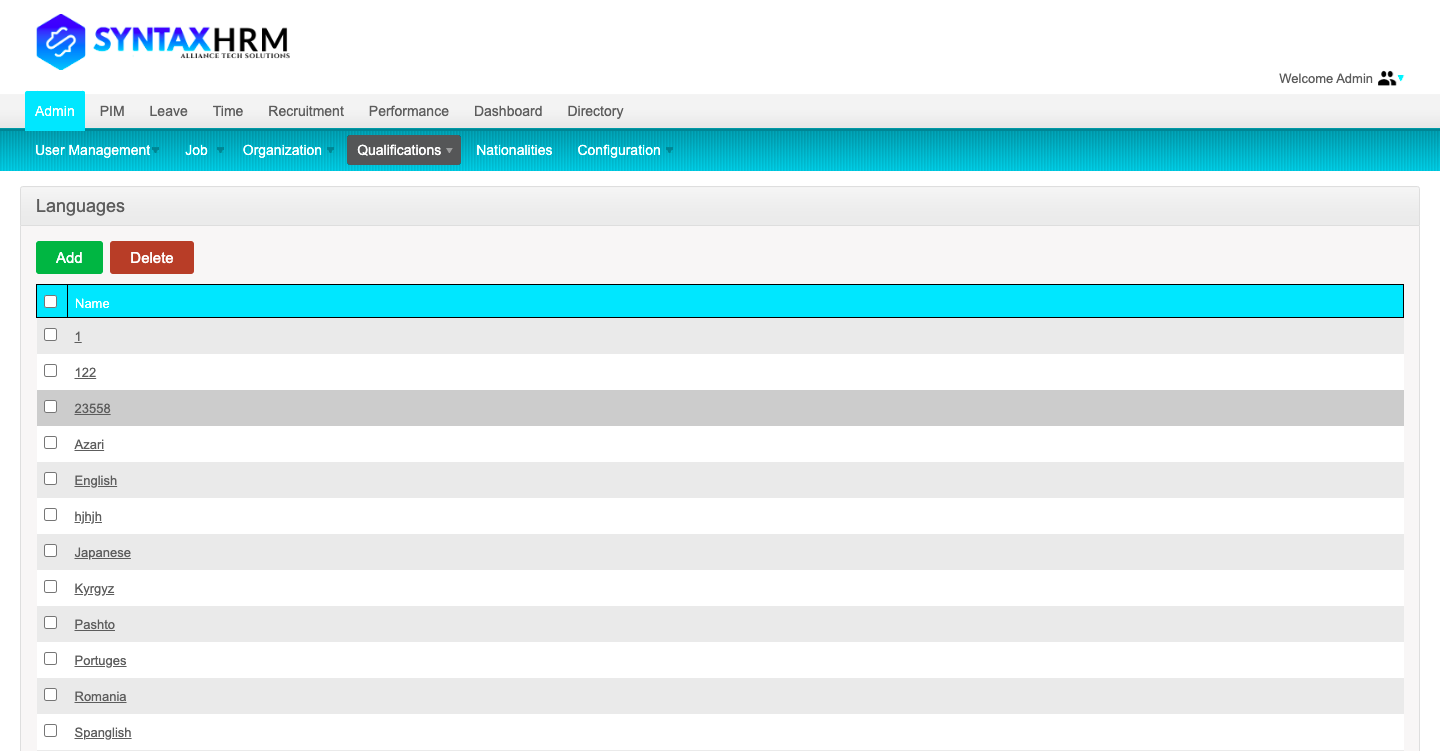 SYNTAXHRM
ALLIANCE TECH SOLUTIONS
Welcome Admin
Admin PIM Leave Time Recruitment Performance Dashboard Directory
User Management Job Organization Qualifications Nationalities Configuration
Languages
Add Delete
Name
1
122
23558
Azari
English
hjhjh
Japanese
Kyrgyz
Pashto
Portuges
Romania
Spanglish